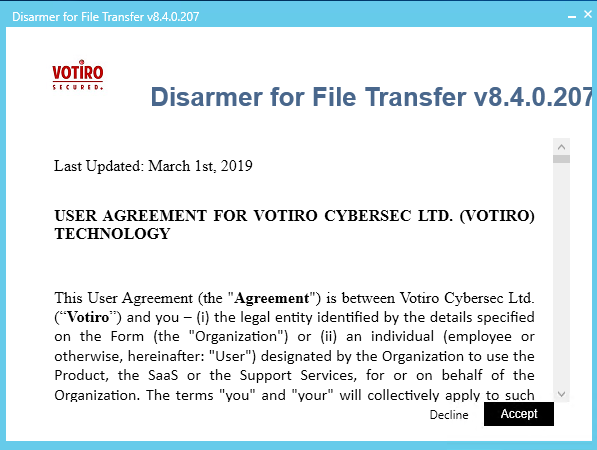 Disarmer for File Transfer v8.4.0.207
VOTIRO
SECURED.
Disarmer for File Transfer v8.4.0.207
Last Updated: March 1st, 2019
USER AGREEMENT FOR VOTIRO CYBERSEC LTD. (VOTIRO)
TECHNOLOGY
This User Agreement (the "Agreement") is between Votiro Cybersec Ltd.
(“Votiro”) and you – (i) the legal entity identified by the details specified
on the Form (the "Organization") or (ii) an individual (employee or
otherwise, hereinafter: "User") designated by the Organization to use the
Product, the SaaS or the Support Services, for or on behalf of the
Organization. The terms "you" and "your" will collectively apply to such
Decline
Accept